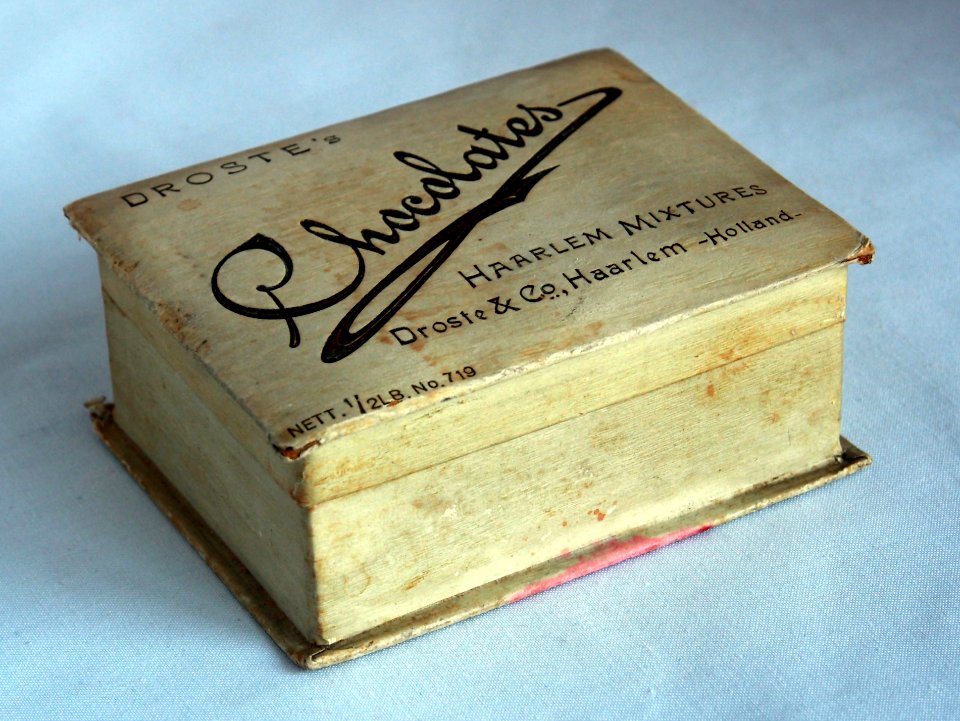 DROSTE's
Chocolates
HAARLEM MIXTURES
Droste & Co., Haarlem -Holland-
NETT. 1/2LB. No. 719